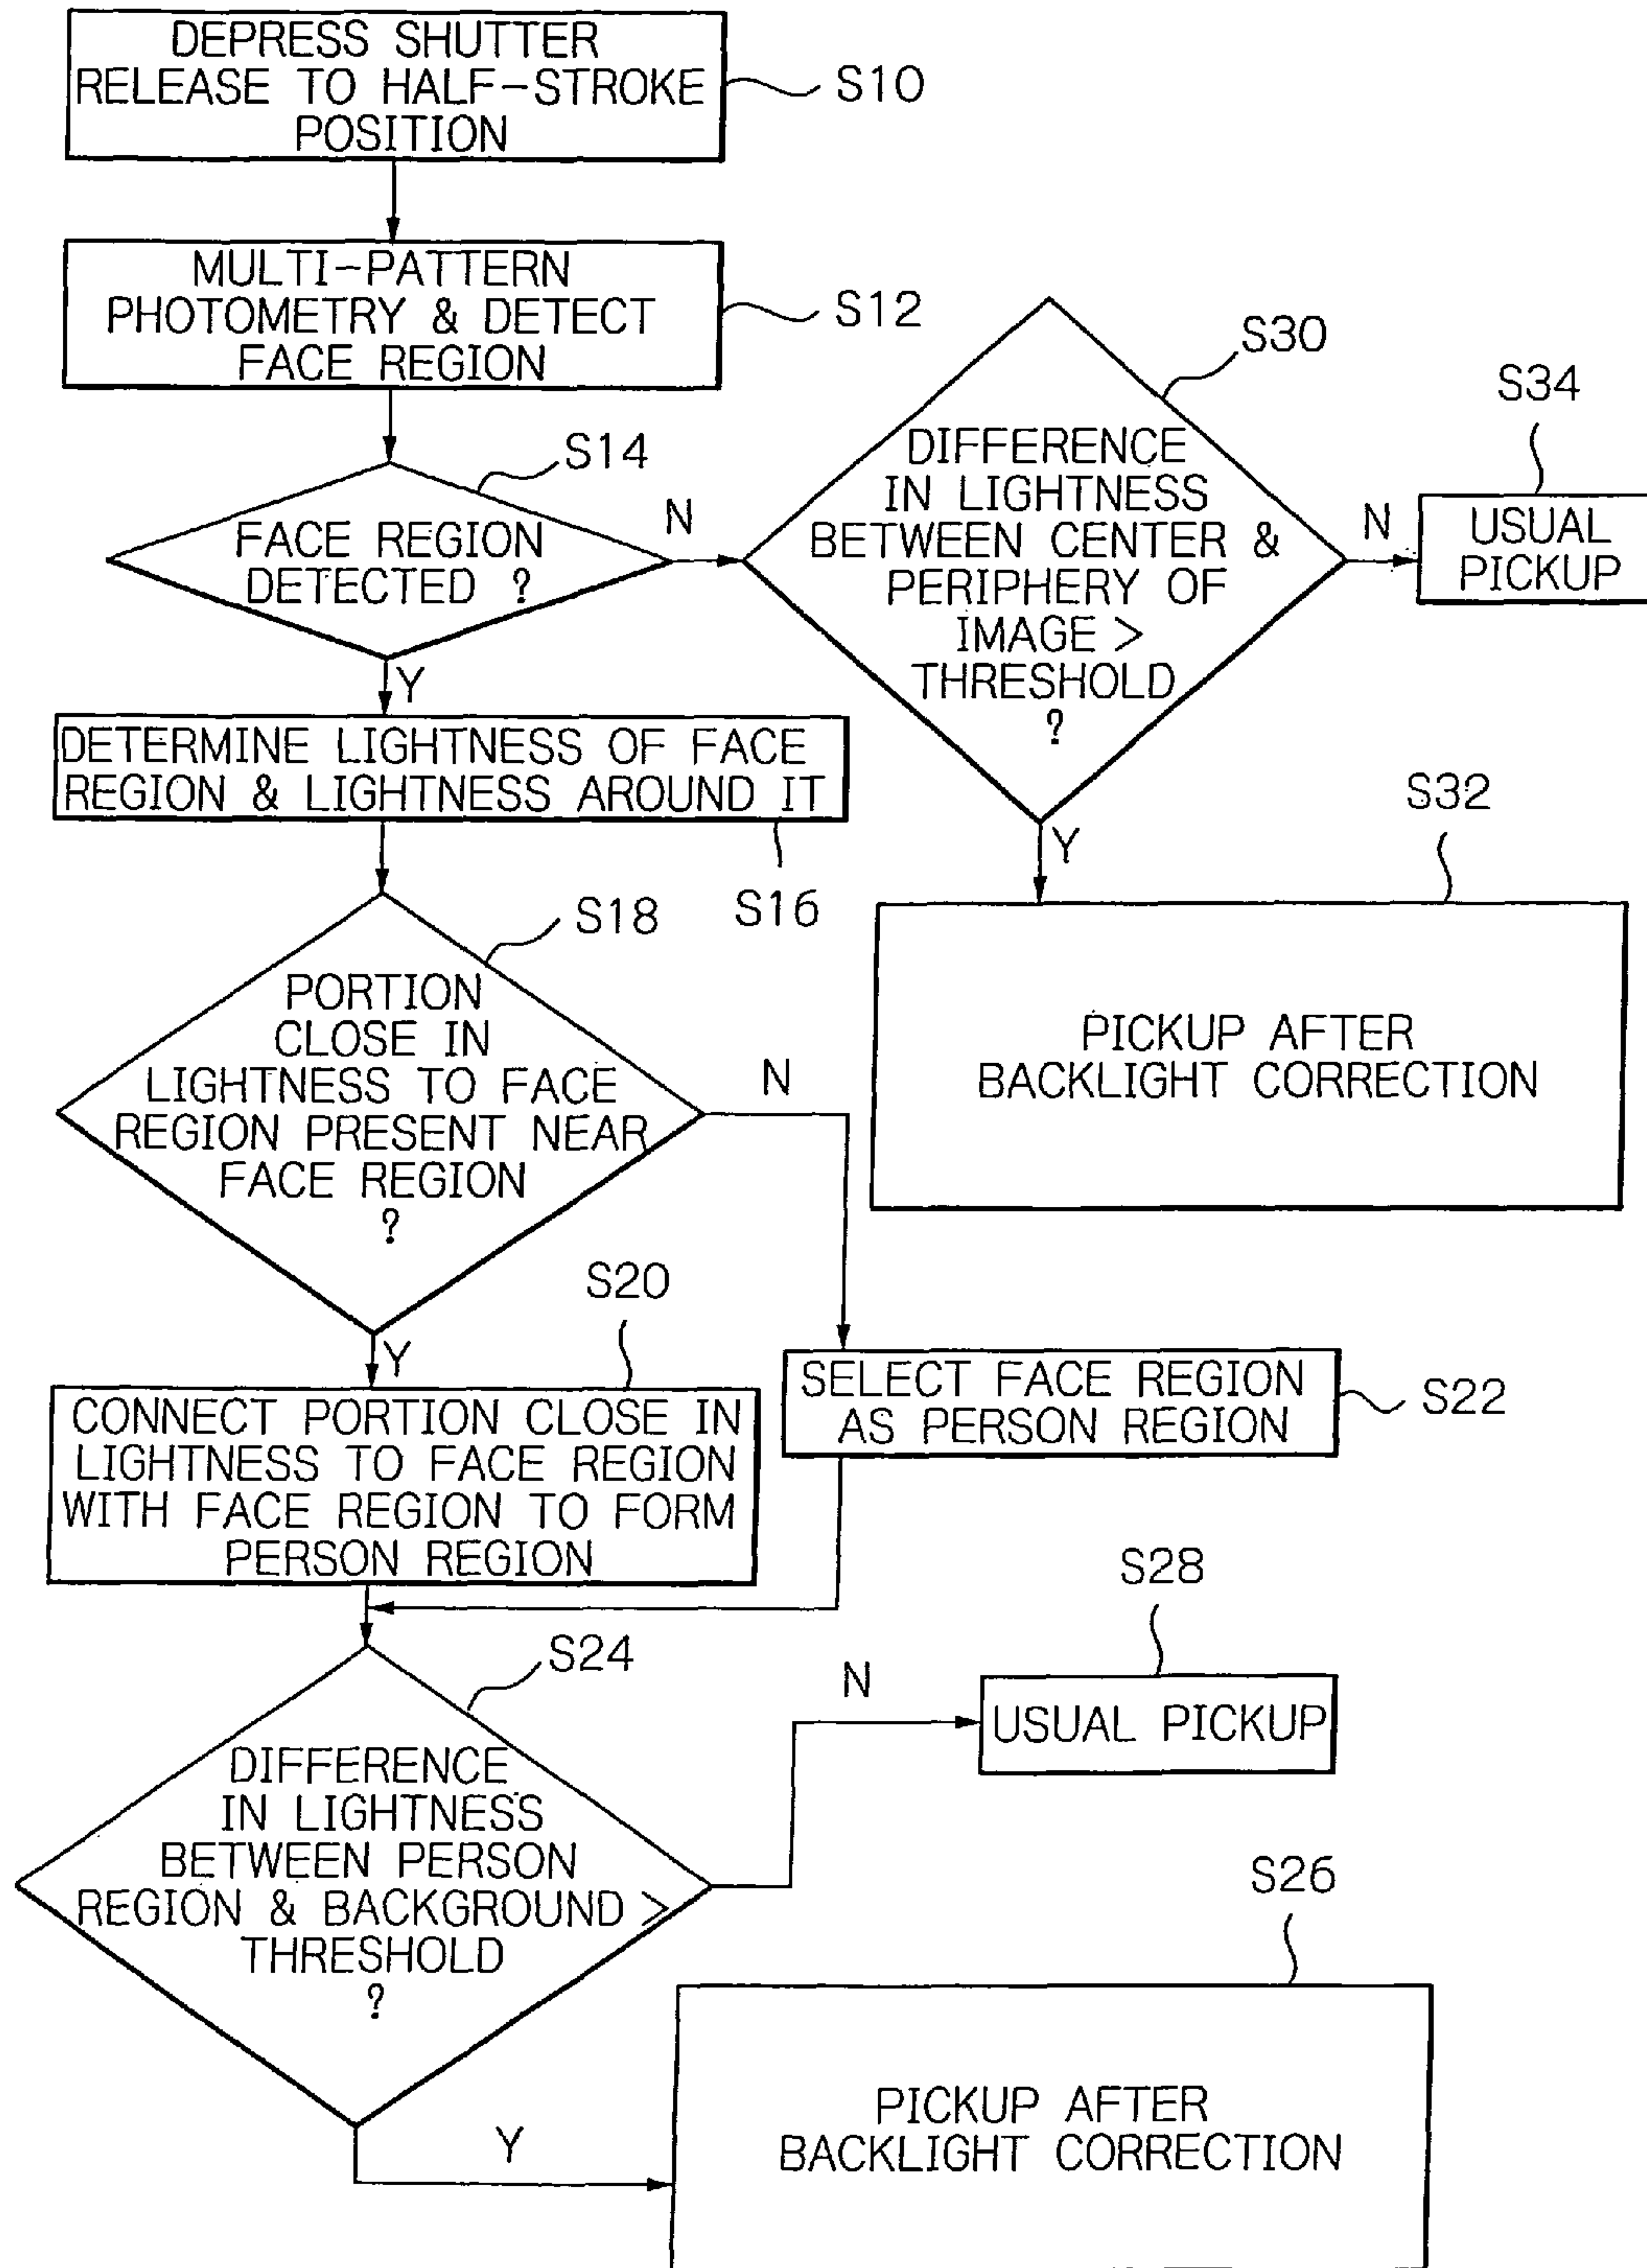 DEPRESS SHUTTER
RELEASE TO HALF-STROKE
POSITION
S10
MULTI-PATTERN
PHOTOMETRY & DETECT
FACE REGION
S12
S14
FACE REGION
DETECTED ?
N
Y
S30
DIFFERENCE
IN LIGHTNESS
BETWEEN CENTER &
PERIPHERY OF
IMAGE >
THRESHOLD
?
N
Y
S34
USUAL
PICKUP
DETERMINE LIGHTNESS OF FACE
REGION & LIGHTNESS AROUND IT
S16
S32
PICKUP AFTER
BACKLIGHT CORRECTION
S18
PORTION
CLOSE IN
LIGHTNESS TO FACE
REGION PRESENT NEAR
FACE REGION
?
N
Y
S20
CONNECT PORTION CLOSE IN
LIGHTNESS TO FACE REGION
WITH FACE REGION TO FORM
PERSON REGION
SELECT FACE REGION
AS PERSON REGION
S22
S24
DIFFERENCE
IN LIGHTNESS
BETWEEN PERSON
REGION & BACKGROUND >
THRESHOLD
?
N
Y
S28
USUAL PICKUP
S26
PICKUP AFTER
BACKLIGHT CORRECTION